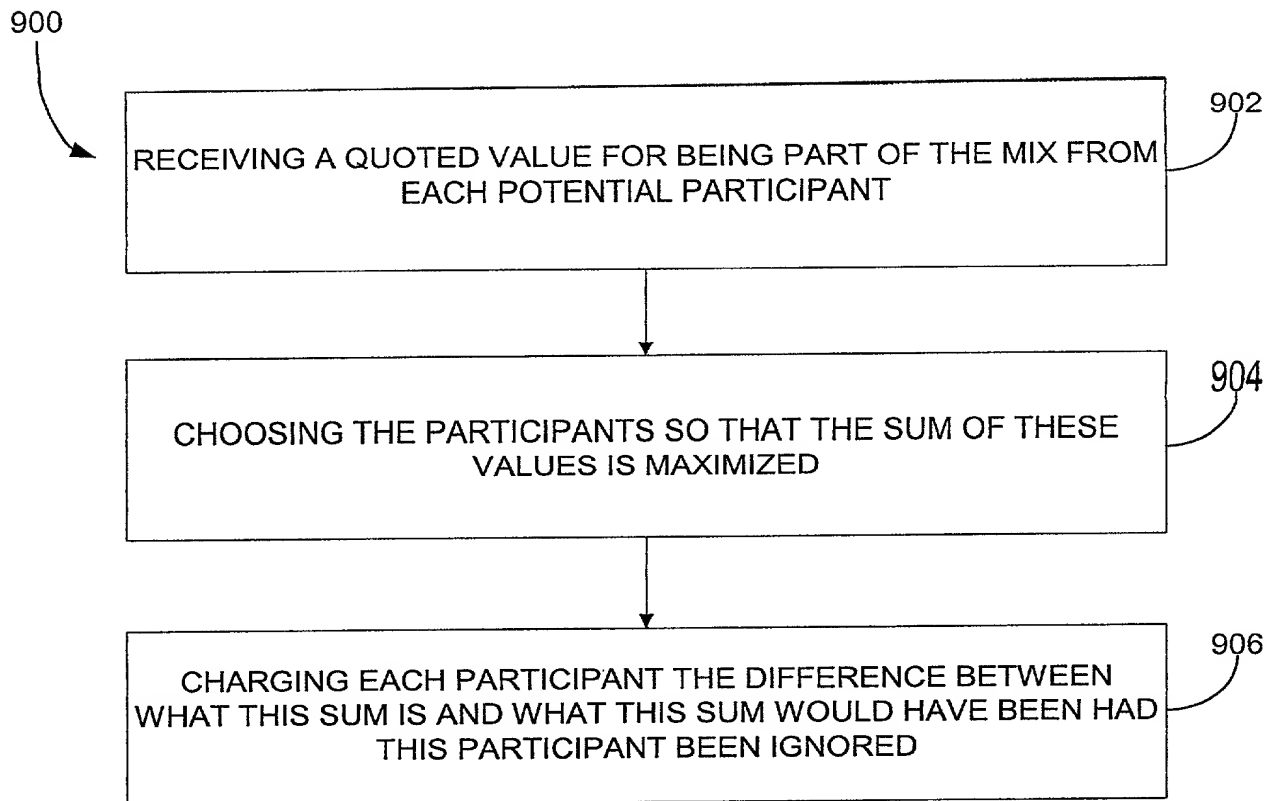 900
902
RECEIVING A QUOTED VALUE FOR BEING PART OF THE MIX FROM
EACH POTENTIAL PARTICIPANT
904
CHOOSING THE PARTICIPANTS SO THAT THE SUM OF THESE
VALUES IS MAXIMIZED
906
CHARGING EACH PARTICIPANT THE DIFFERENCE BETWEEN
WHAT THIS SUM IS AND WHAT THIS SUM WOULD HAVE BEEN HAD
THIS PARTICIPANT BEEN IGNORED